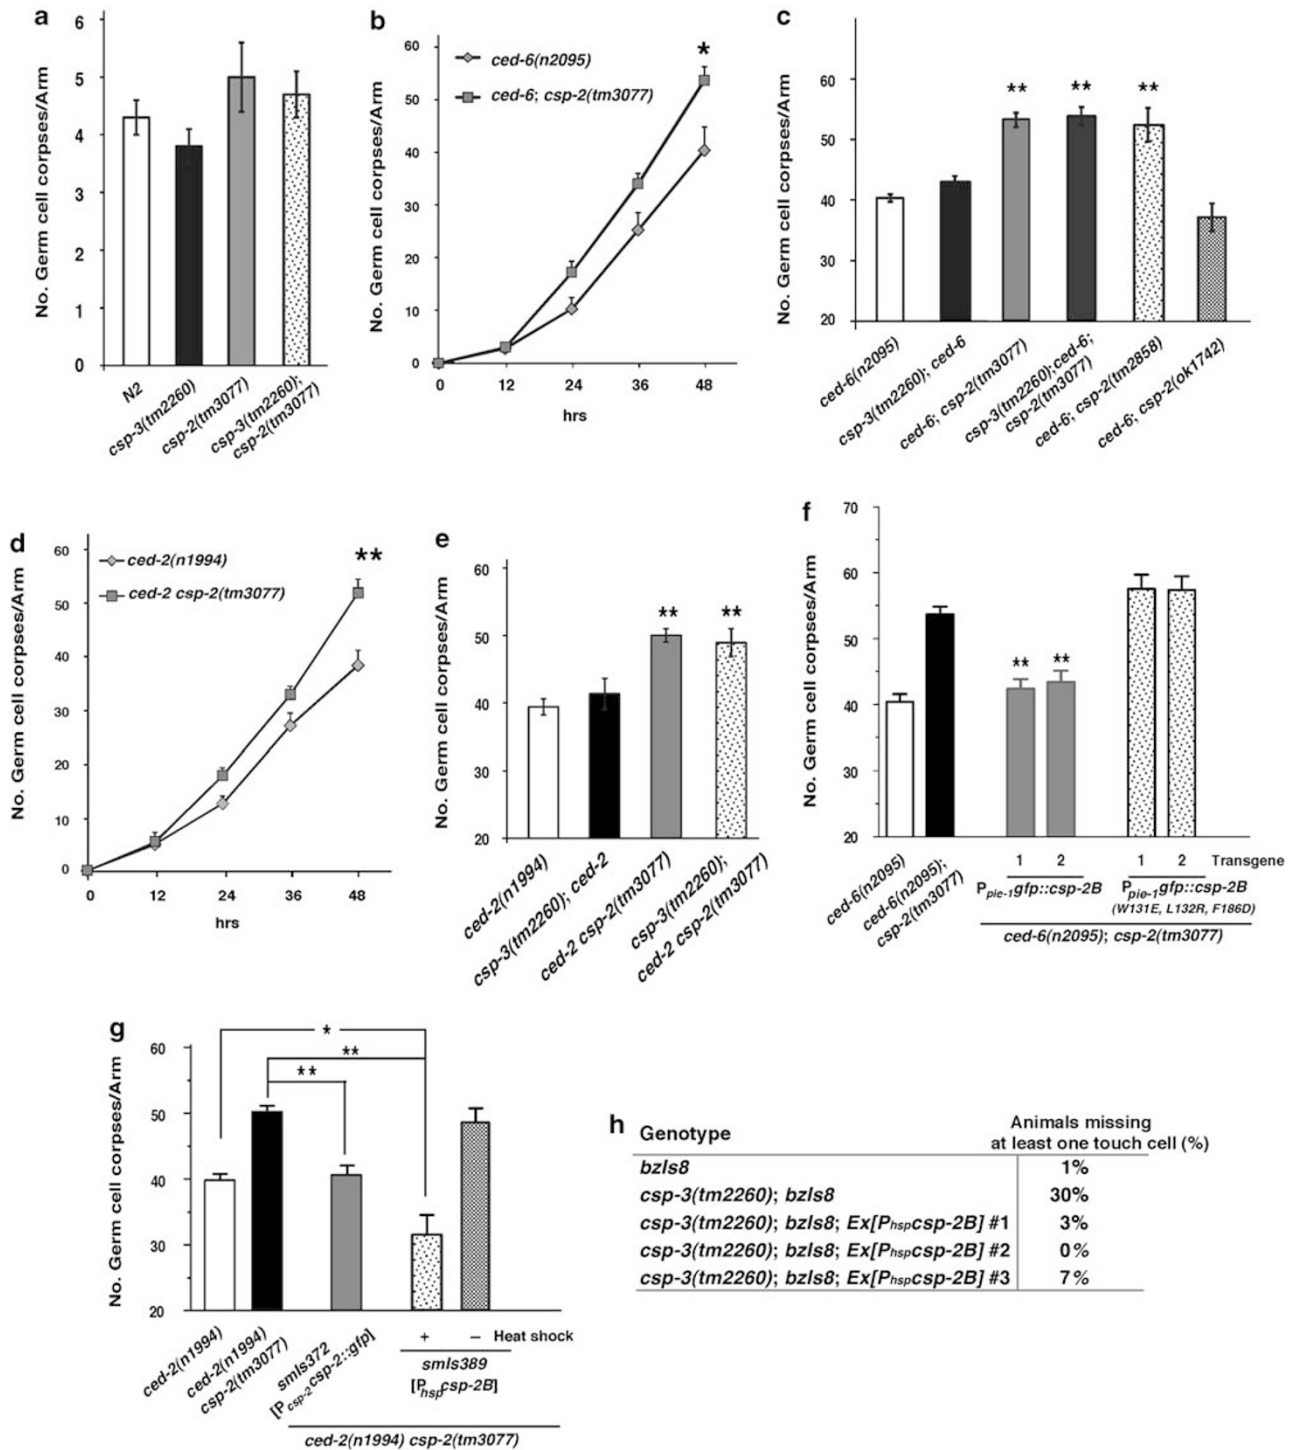 a
No. Germ cell corpses/Arm
6
5
4
3
2
1
0
N2
csp-3(tm2260)
csp-2(tm3077)
csp-3(tm2260);
csp-2(tm3077)
b
No. Germ cell corpses/Arm
60
50
40
30
20
10
0
ced-6(n2095)
ced-6; csp-2(tm3077)
*
0 12 24 36 48
hrs
c
No. Germ cell corpses/Arm
60
50
40
30
20
** ** **
ced-6(n2095)
csp-3(tm2260); ced-6
ced-6; csp-2(tm3077)
csp-3(tm2260);ced-6;
csp-2(tm3077)
ced-6; csp-2(tm2858)
ced-6; csp-2(ok1742)
d
No. Germ cell corpses/Arm
60
50
40
30
20
10
0
ced-2(n1994)
ced-2 csp-2(tm3077)
**
0 12 24 36 48
hrs
e
No. Germ cell corpses/Arm
60
50
40
30
20
** **
ced-2(n1994)
csp-3(tm2260); ced-2
ced-2 csp-2(tm3077)
csp-3(tm2260);
ced-2 csp-2(tm3077)
f
No. Germ cell corpses/Arm
70
60
50
40
30
20
** **
ced-6(n2095)
ced-6(n2095);
csp-2(tm3077)
1 2 1 2 Transgene
Ppie-1gfp::csp-2B
Ppie-1gfp::csp-2B
(W131E, L132R, F186D)
ced-6(n2095); csp-2(tm3077)
g
No. Germ cell corpses/Arm
60
50
40
30
20
*
**
**
ced-2(n1994)
ced-2(n1994)
csp-2(tm3077)
smIs372
[Pcsp-2csp-2::gfp]
+ – Heat shock
smIs389
[Phspcsp-2B]
ced-2(n1994) csp-2(tm3077)
h
Genotype
Animals missing
at least one touch cell (%)
bzIs8 1%
csp-3(tm2260); bzIs8 30%
csp-3(tm2260); bzIs8; Ex[Phspcsp-2B] #1 3%
csp-3(tm2260); bzIs8; Ex[Phspcsp-2B] #2 0%
csp-3(tm2260); bzIs8; Ex[Phspcsp-2B] #3 7%